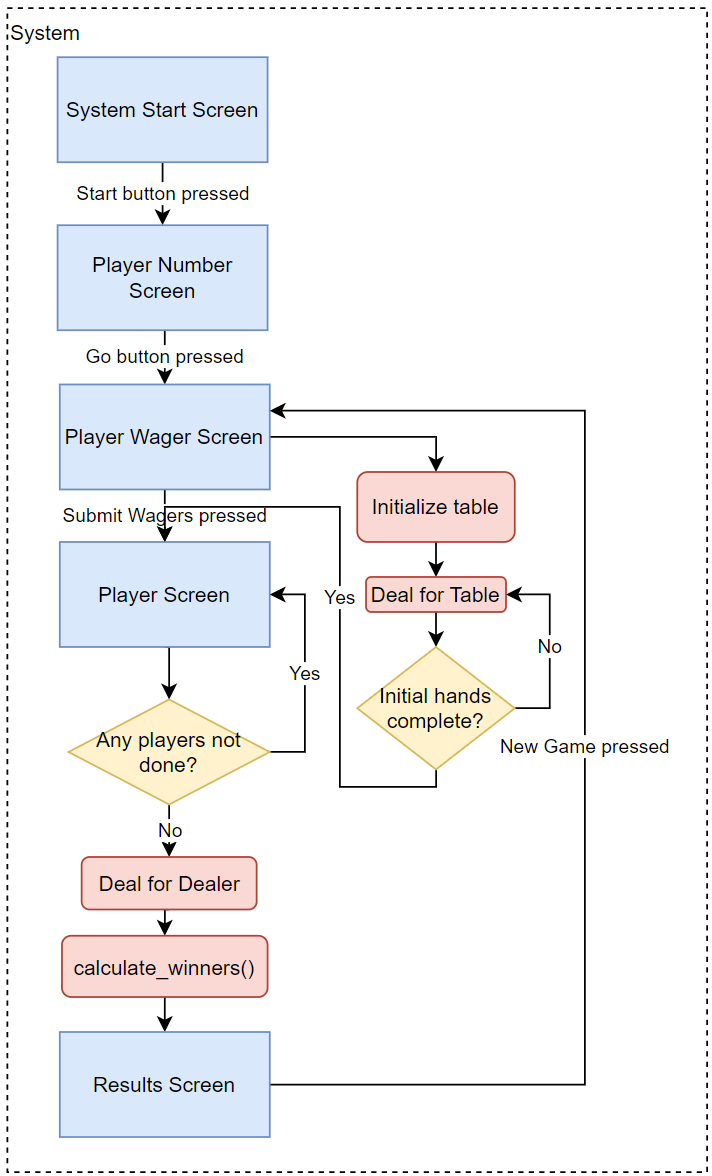 System
System Start Screen
Start button pressed
Player Number
Screen
Go button pressed
Player Wager Screen
Submit Wagers pressed
Player Screen
Yes
Any players not
done?
No
Deal for Dealer
calculate_winners()
Results Screen
Initialize table
Deal for Table
Yes
No
Initial hands
complete?
New Game pressed